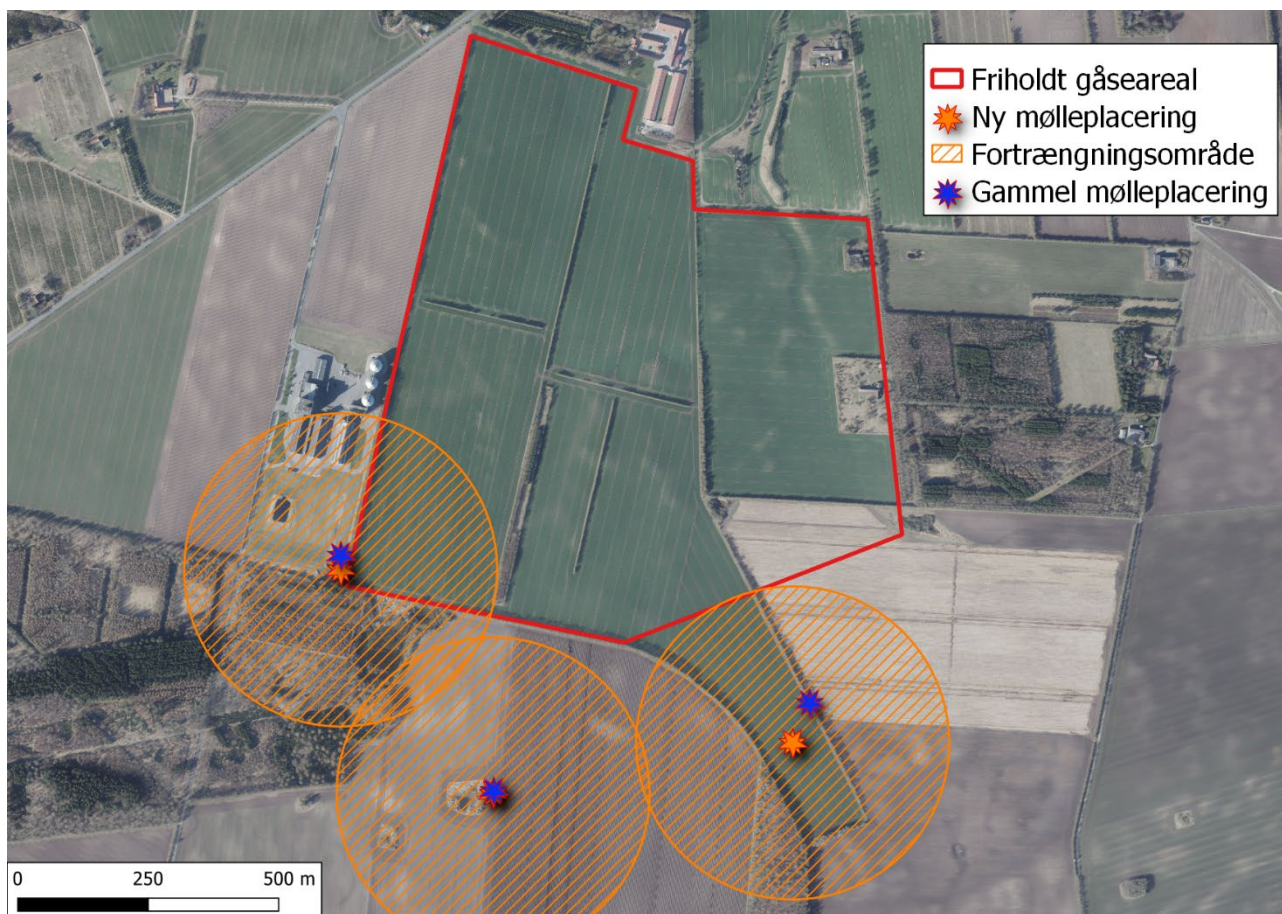 Friholdt gåseareal
Ny mølleplacering
Fortrængningsområde
Gammel mølleplacering
0 250 500 m